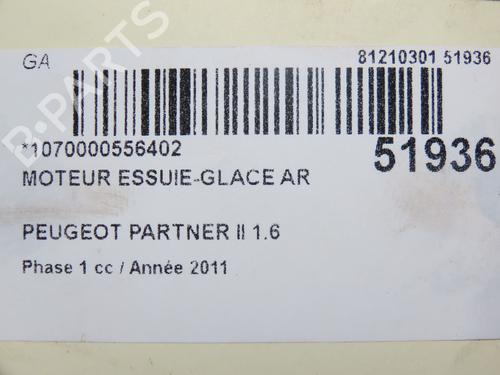 GA
81210301 51936
*1070000556402
51936
MOTEUR ESSUIE-GLACE AR
PEUGEOT PARTNER II 1.6
Phase 1 cc / Année 2011
B-PARTS